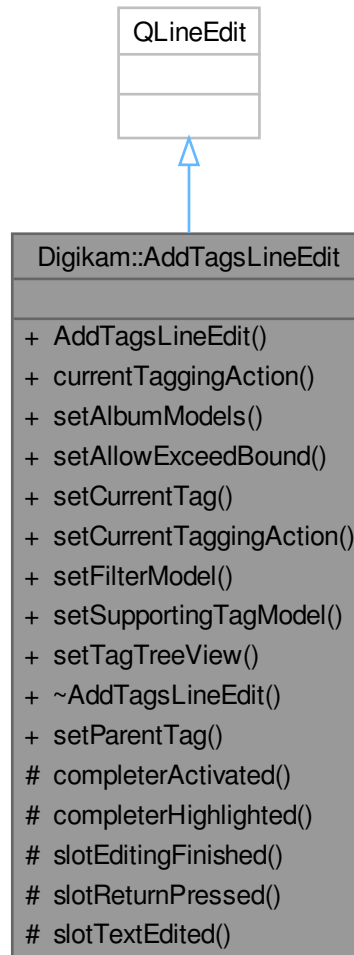 QLineEdit
Digikam::AddTagsLineEdit
+ AddTagsLineEdit()
+ currentTaggingAction()
+ setAlbumModels()
+ setAllowExceedBound()
+ setCurrentTag()
+ setCurrentTaggingAction()
+ setFilterModel()
+ setSupportingTagModel()
+ setTagTreeView()
+ ~AddTagsLineEdit()
+ setParentTag()
# completerActivated()
# completerHighlighted()
# slotEditingFinished()
# slotReturnPressed()
# slotTextEdited()